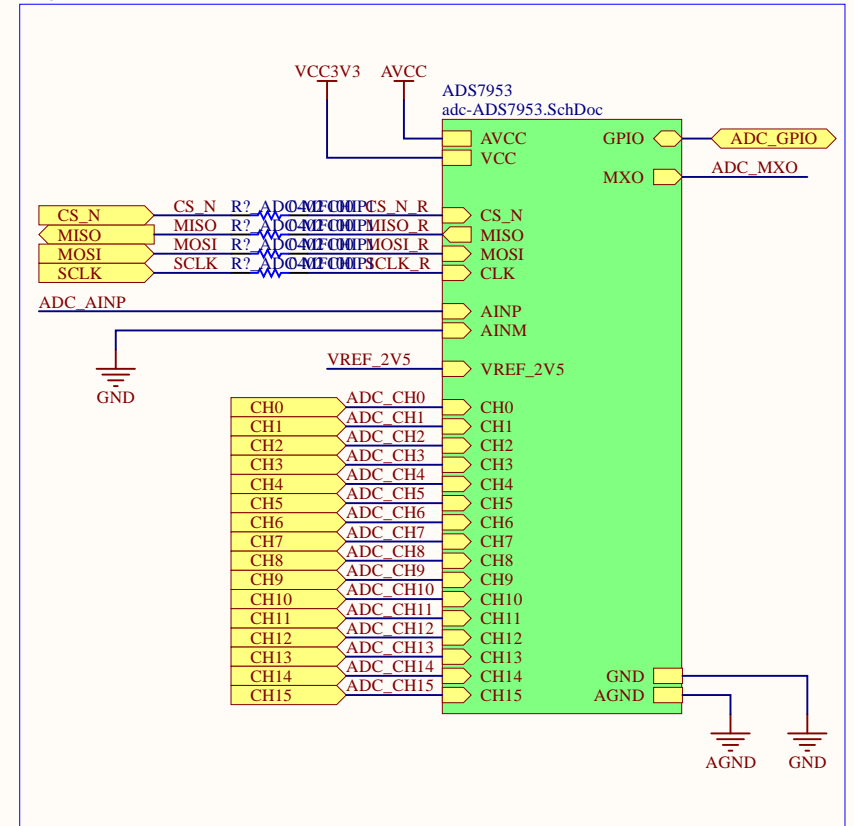 VCC3V3 AVCC
ADS7953
adc-ADS7953.SchDoc
AVCC GPIO ADC_GPIO
VCC
MXO ADC_MXO
CS_N CS_N R? CS_N_R CS_N
MISO MISO R? MISO_R MISO
MOSI MOSI R? MOSI_R MOSI
SCLK SCLK R? SCLK_R CLK
ADC_AINP AINP
AINM
GND
VREF_2V5 VREF_2V5
CH0 ADC_CH0 CH0
CH1 ADC_CH1 CH1
CH2 ADC_CH2 CH2
CH3 ADC_CH3 CH3
CH4 ADC_CH4 CH4
CH5 ADC_CH5 CH5
CH6 ADC_CH6 CH6
CH7 ADC_CH7 CH7
CH8 ADC_CH8 CH8
CH9 ADC_CH9 CH9
CH10 ADC_CH10 CH10
CH11 ADC_CH11 CH11
CH12 ADC_CH12 CH12
CH13 ADC_CH13 CH13
CH14 ADC_CH14 CH14 GND
CH15 ADC_CH15 CH15 AGND
AGND GND